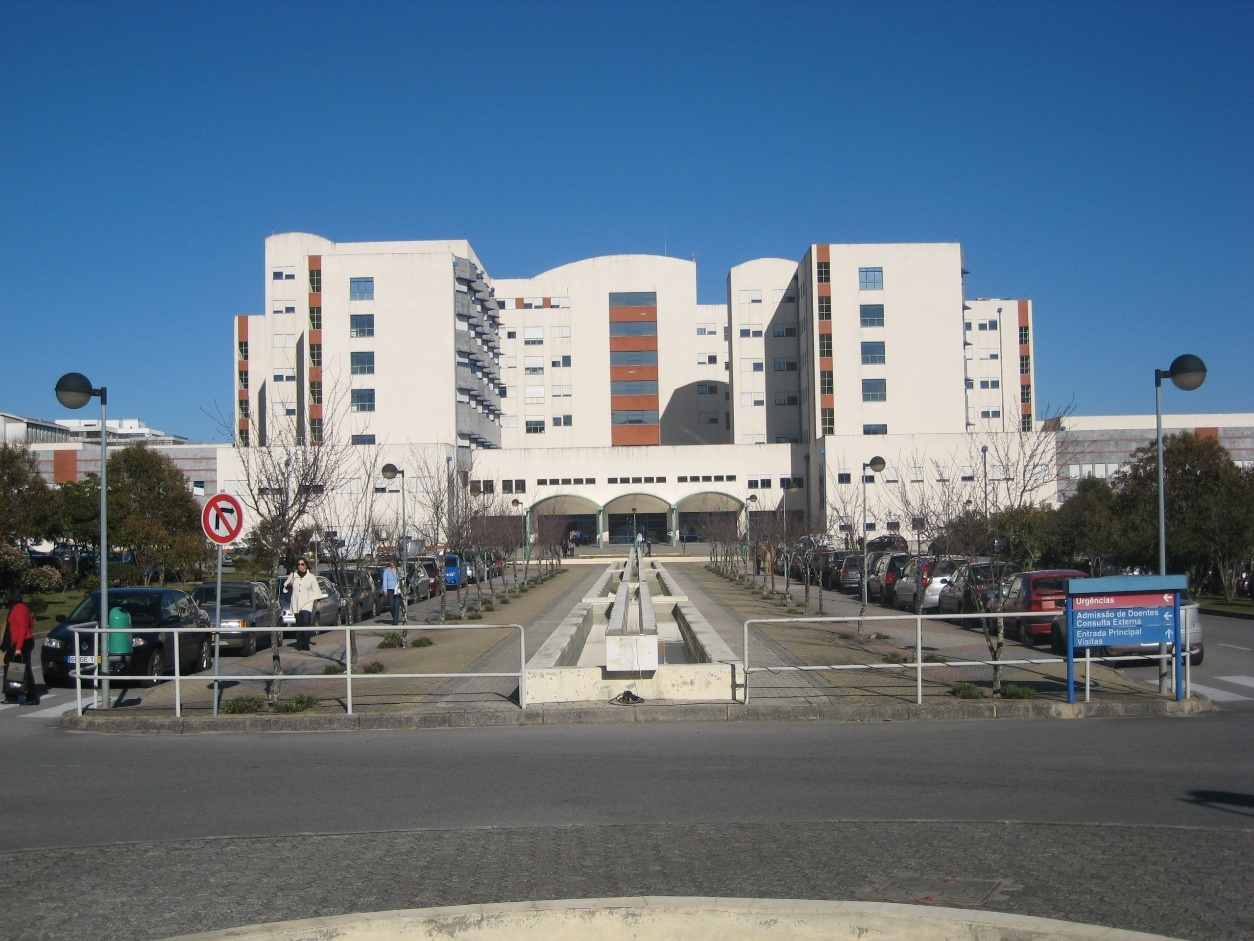 Urgências
Admissão de Doentes
Consulta Externa
Entrada Principal
Visitas